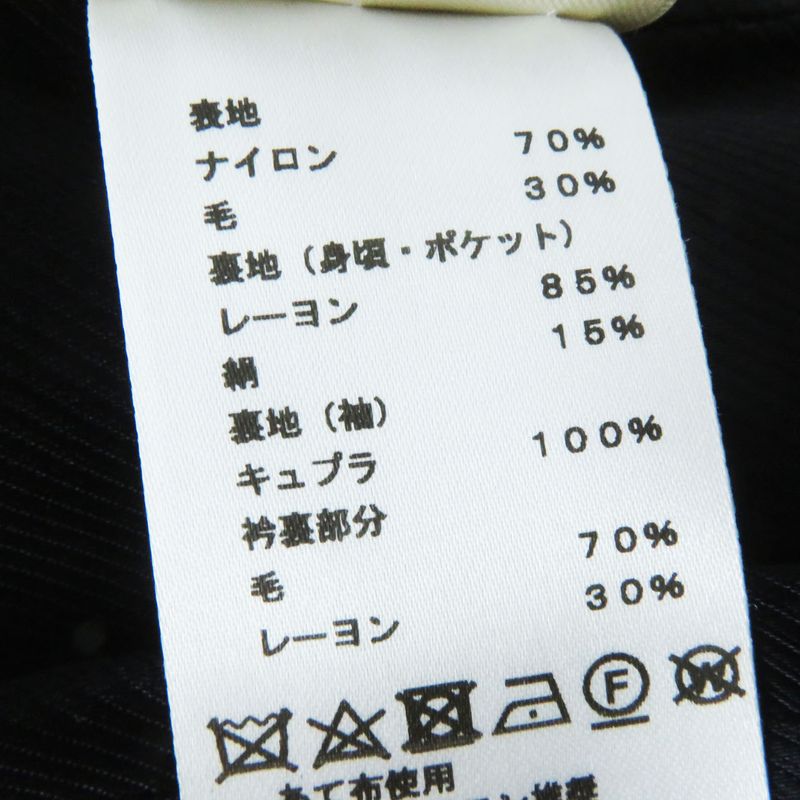 表地
ナイロン 70%
毛 30%
裏地（身頃・ポケット）
レーヨン 85%
絹 15%
裏地（袖）
キュプラ 100%
衿裏部分
毛 70%
レーヨン 30%
F W
あて布使用